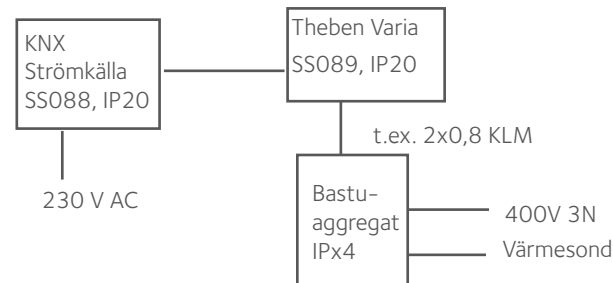 KNX
Strömkälla
SS088, IP20
Theben Varia
SS089, IP20
t.ex. 2x0,8 KLM
230 V AC
Bastu-
aggregat
IPx4
400V 3N
Värmesond